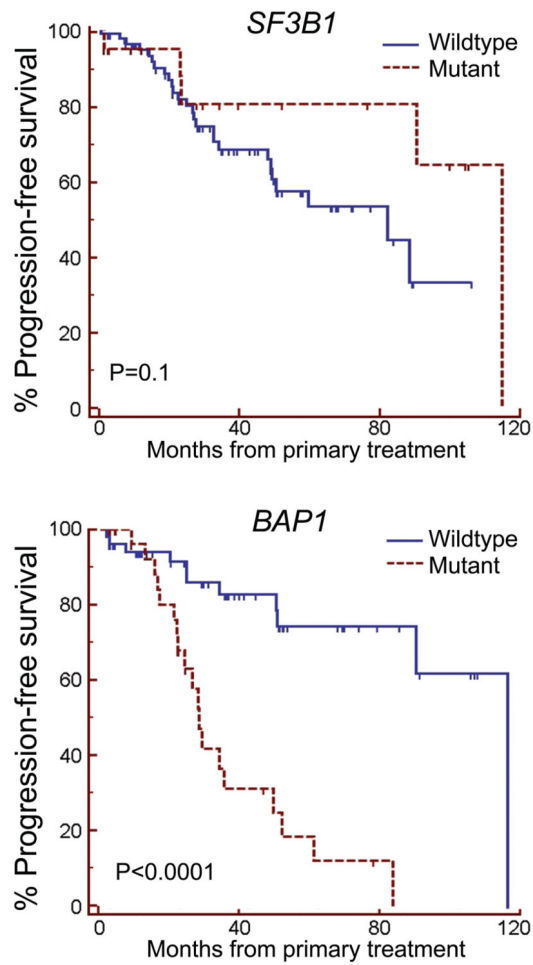 SF3B1
100
80
60
40
20
0
% Progression-free survival
Wildtype
Mutant
P=0.1
0 40 80 120
Months from primary treatment
BAP1
100
80
60
40
20
0
% Progression-free survival
Wildtype
Mutant
P<0.0001
0 40 80 120
Months from primary treatment